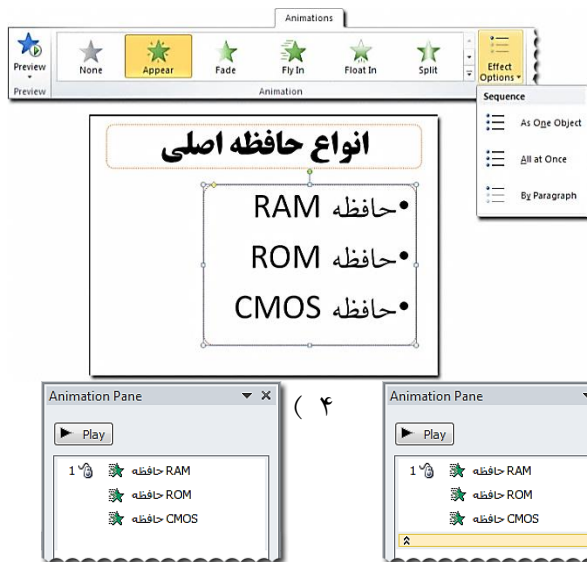 Animations
Preview
None
Appear
Fade
Fly In
Float In
Split
Effect
Options
Preview
Animation
Sequence
As One Object
All at Once
By Paragraph
انواع حافظه اصلی
•حافظه RAM
•حافظه ROM
•حافظه CMOS
Animation Pane
Play
1 حافظه RAM
حافظه ROM
حافظه CMOS
۴ )
Animation Pane
Play
1 حافظه RAM
حافظه ROM
حافظه CMOS